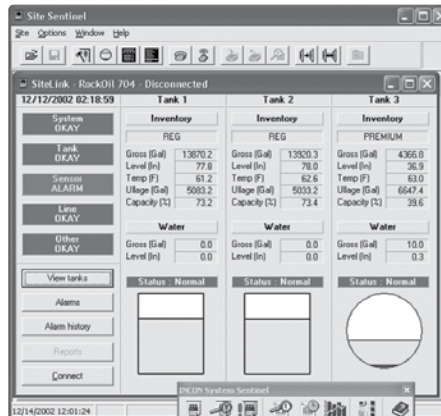 Site Sentinel
Site Options Window Help
SiteLink - RockOil 704 - Disconnected
12/12/2002 02:18:59 Tank 1 Tank 2 Tank 3
System
OKAY
Tank
OKAY
Sensor
ALARM
Line
OKAY
Other
OKAY
View tanks
Alarms
Alarm history
Reports
Connect
Inventory
REG
Gross (Gal) 13870.2
Level (In) 77.8
Temp (F) 61.2
Ullage (Gal) 5083.2
Capacity (%) 73.2
Water
Gross (Gal) 0.0
Level (In) 0.0
Status : Normal
Inventory
REG
Gross (Gal) 13920.3
Level (In) 78.0
Temp (F) 62.6
Ullage (Gal) 5033.2
Capacity (%) 73.4
Water
Gross (Gal) 0.0
Level (In) 0.0
Status : Normal
Inventory
PREMIUM
Gross (Gal) 4366.8
Level (In) 36.9
Temp (F) 63.0
Ullage (Gal) 6647.4
Capacity (%) 39.6
Water
Gross (Gal) 10.0
Level (In) 0.3
Status : Normal
INCON System Sentinel
12/14/2002 12:01:24